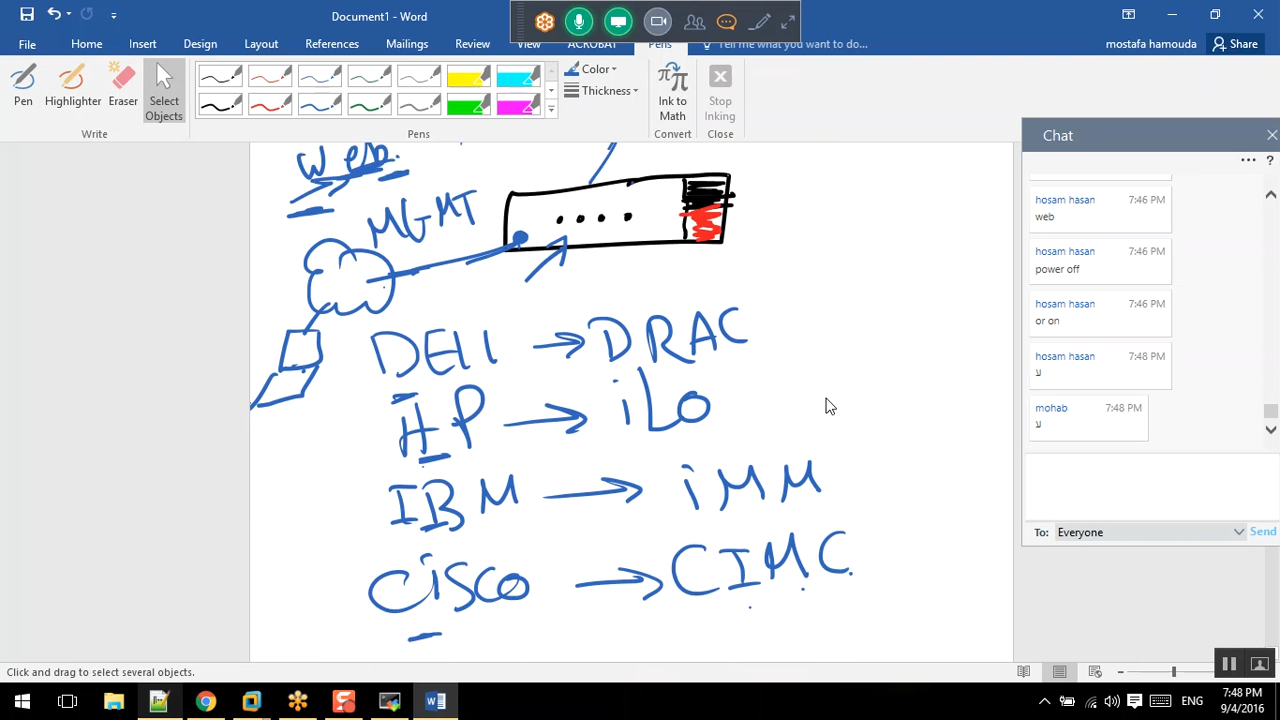 Document1 - Word
File Home Insert Design Layout References Mailings Review View ACROBAT Pens Tell me what you want to do...
mostafa hamouda Share
Pen Highlighter Eraser Select Objects
Color
Thickness
Ink to Math Stop Inking
Write Pens Convert Close
Web.
MGMT
DEll → DRAC
HP → iLO
IBM → iMM
Cisco → CIMC
Chat
hosam hasan 7:46 PM
web
hosam hasan 7:46 PM
power off
hosam hasan 7:46 PM
or on
hosam hasan 7:48 PM
لا
mohab 7:48 PM
لا
To: Everyone Send
Click and drag to select several objects.
ENG
7:48 PM
9/4/2016